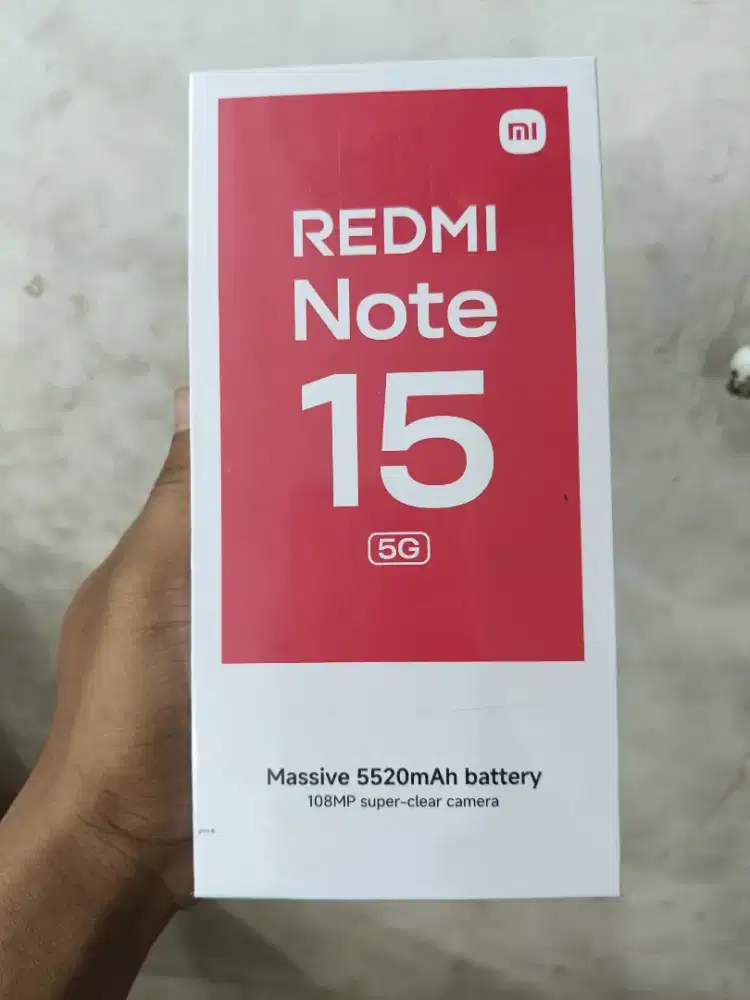 mi
REDMI
Note
15
5G
Massive 5520mAh battery
108MP super-clear camera